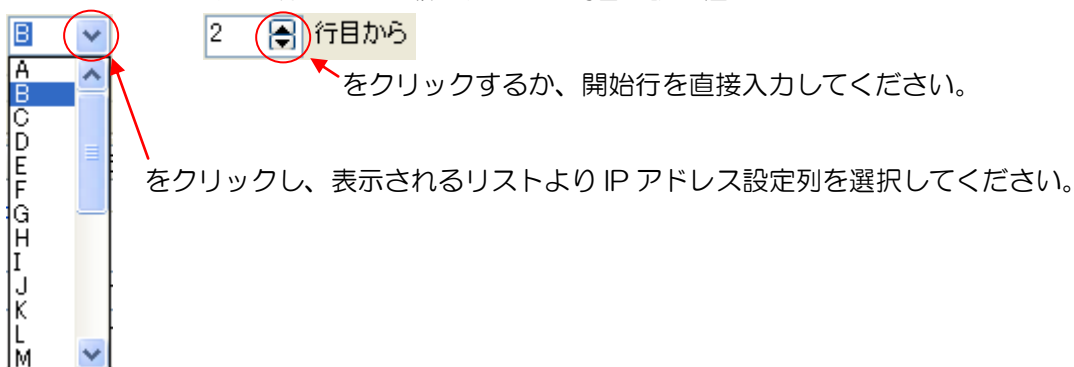 B
2 行目から
をクリックするか、開始行を直接入力してください。
をクリックし、表示されるリストより IP アドレス設定列を選択してください。
A
B
C
D
E
F
G
H
I
J
K
L
M